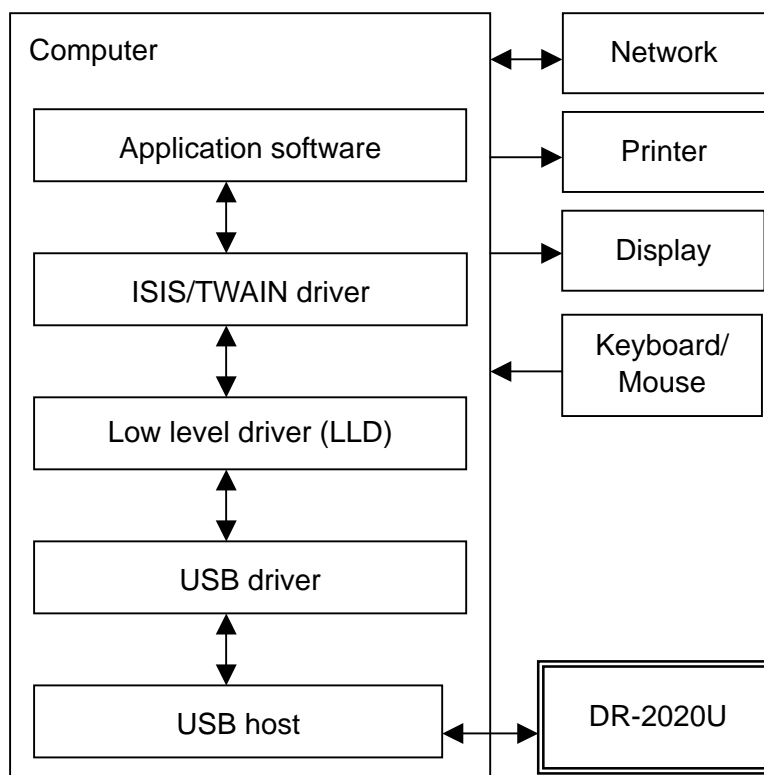 Computer
Application software
ISIS/TWAIN driver
Low level driver (LLD)
USB driver
USB host
Network
Printer
Display
Keyboard/
Mouse
DR-2020U